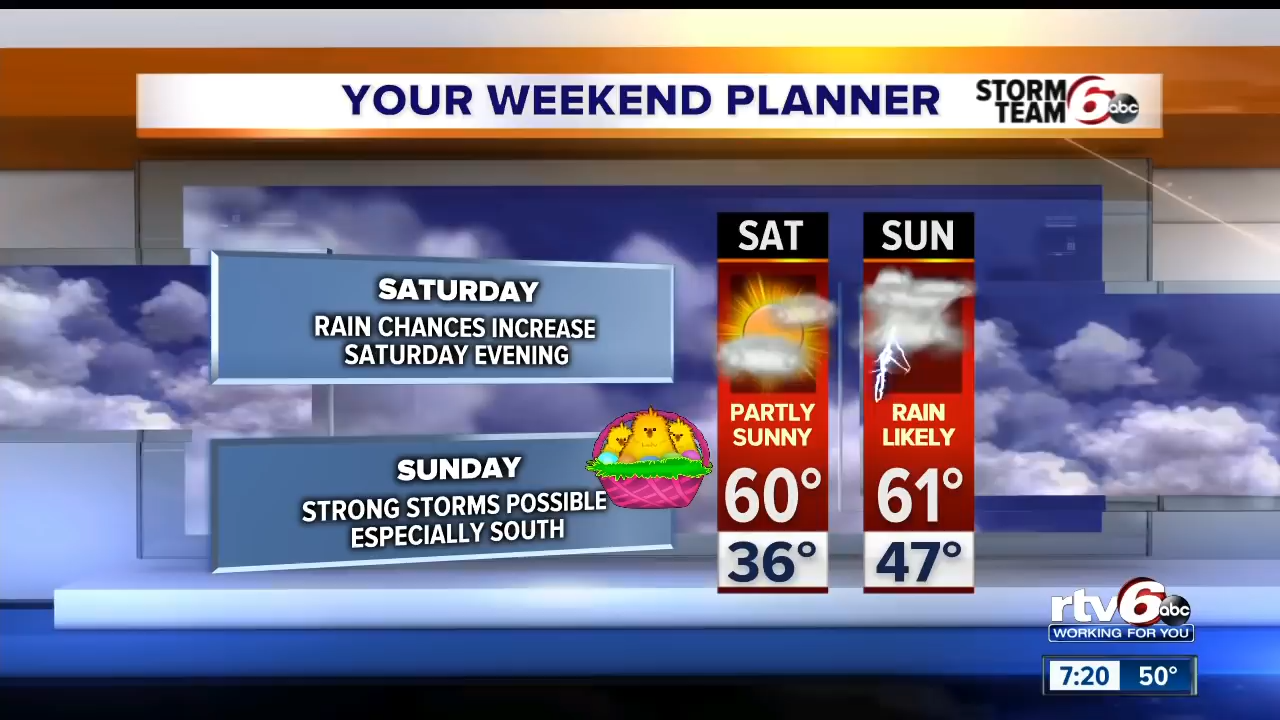 YOUR WEEKEND PLANNER
STORM
TEAM
6
abc
SATURDAY
RAIN CHANCES INCREASE
SATURDAY EVENING
SUNDAY
STRONG STORMS POSSIBLE
ESPECIALLY SOUTH
SAT
PARTLY
SUNNY
60°
36°
SUN
RAIN
LIKELY
61°
47°
rtv6
abc
WORKING FOR YOU
7:20 50°